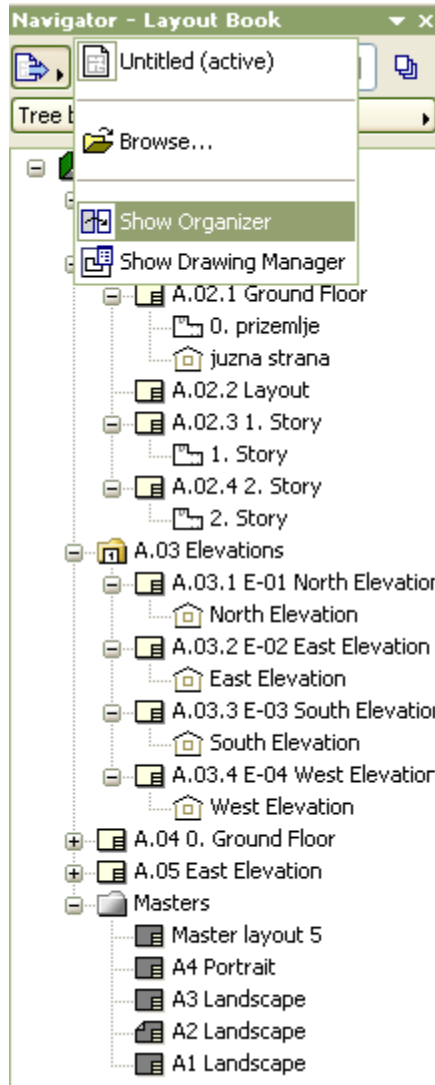 Navigator - Layout Book
Untitled (active)
Tree
Browse...
Show Organizer
Show Drawing Manager
A.02.1 Ground Floor
0. prizemlje
juzna strana
A.02.2 Layout
A.02.3 1. Story
1. Story
A.02.4 2. Story
2. Story
A.03 Elevations
A.03.1 E-01 North Elevation
North Elevation
A.03.2 E-02 East Elevation
East Elevation
A.03.3 E-03 South Elevation
South Elevation
A.03.4 E-04 West Elevation
West Elevation
A.04 0. Ground Floor
A.05 East Elevation
Masters
Master layout 5
A4 Portrait
A3 Landscape
A2 Landscape
A1 Landscape